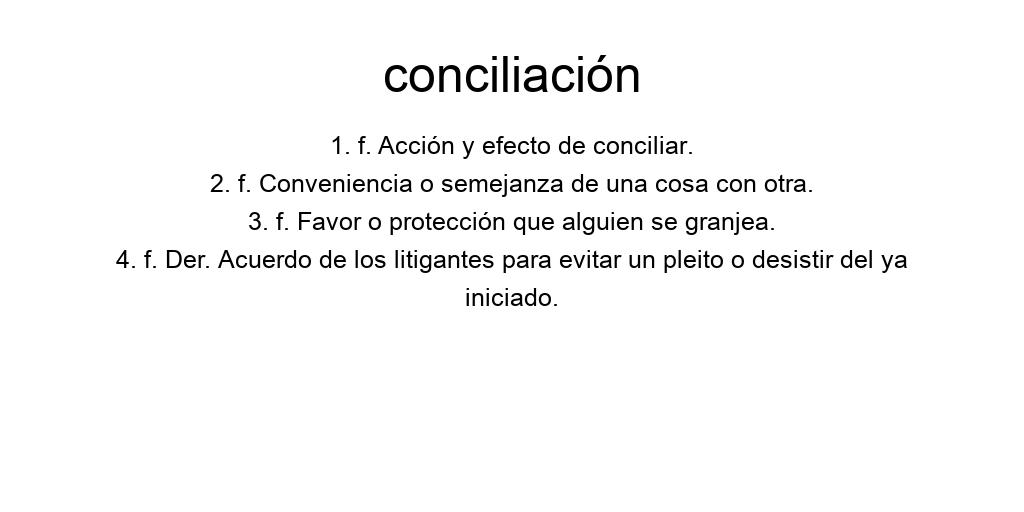 conciliación
1. f. Acción y efecto de conciliar.
2. f. Conveniencia o semejanza de una cosa con otra.
3. f. Favor o protección que alguien se granjea.
4. f. Der. Acuerdo de los litigantes para evitar un pleito o desistir del ya
iniciado.